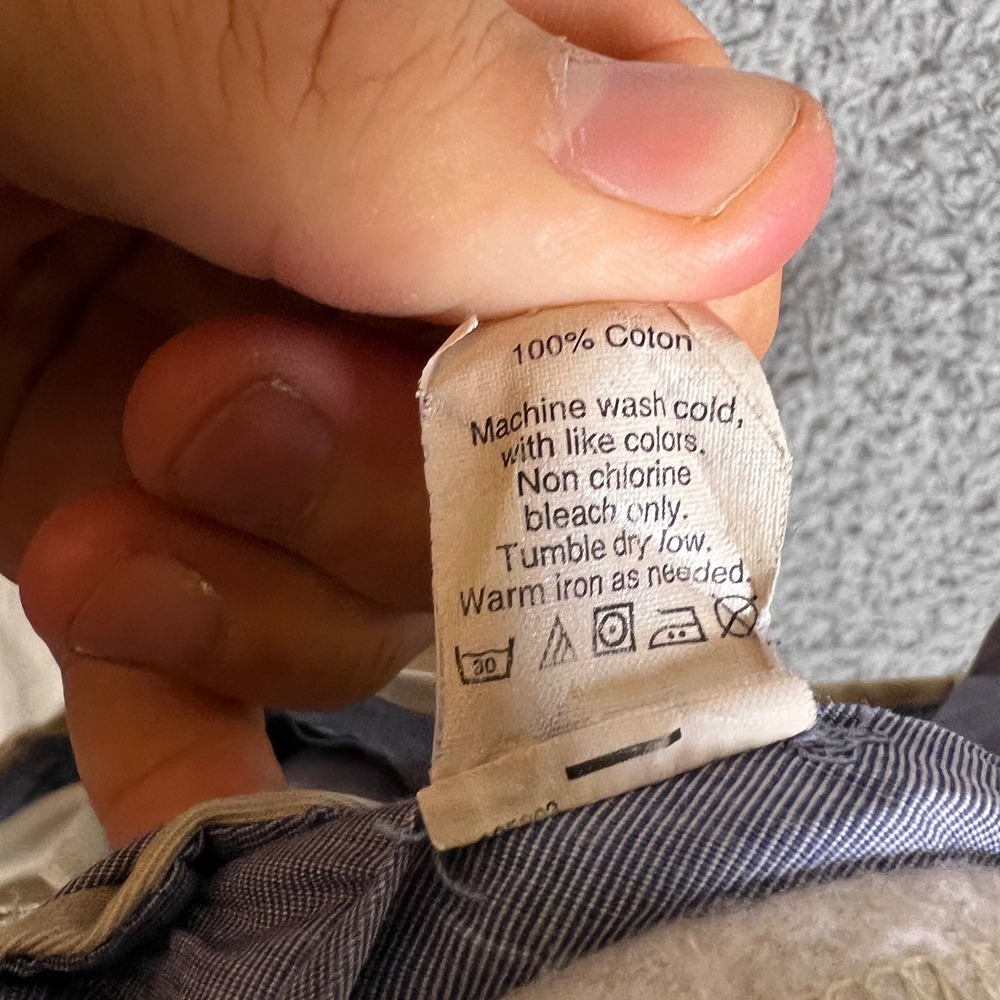 100% Coton
Machine wash cold,
with like colors.
Non chlorine
bleach only.
Tumble dry low.
Warm iron as needed.
30